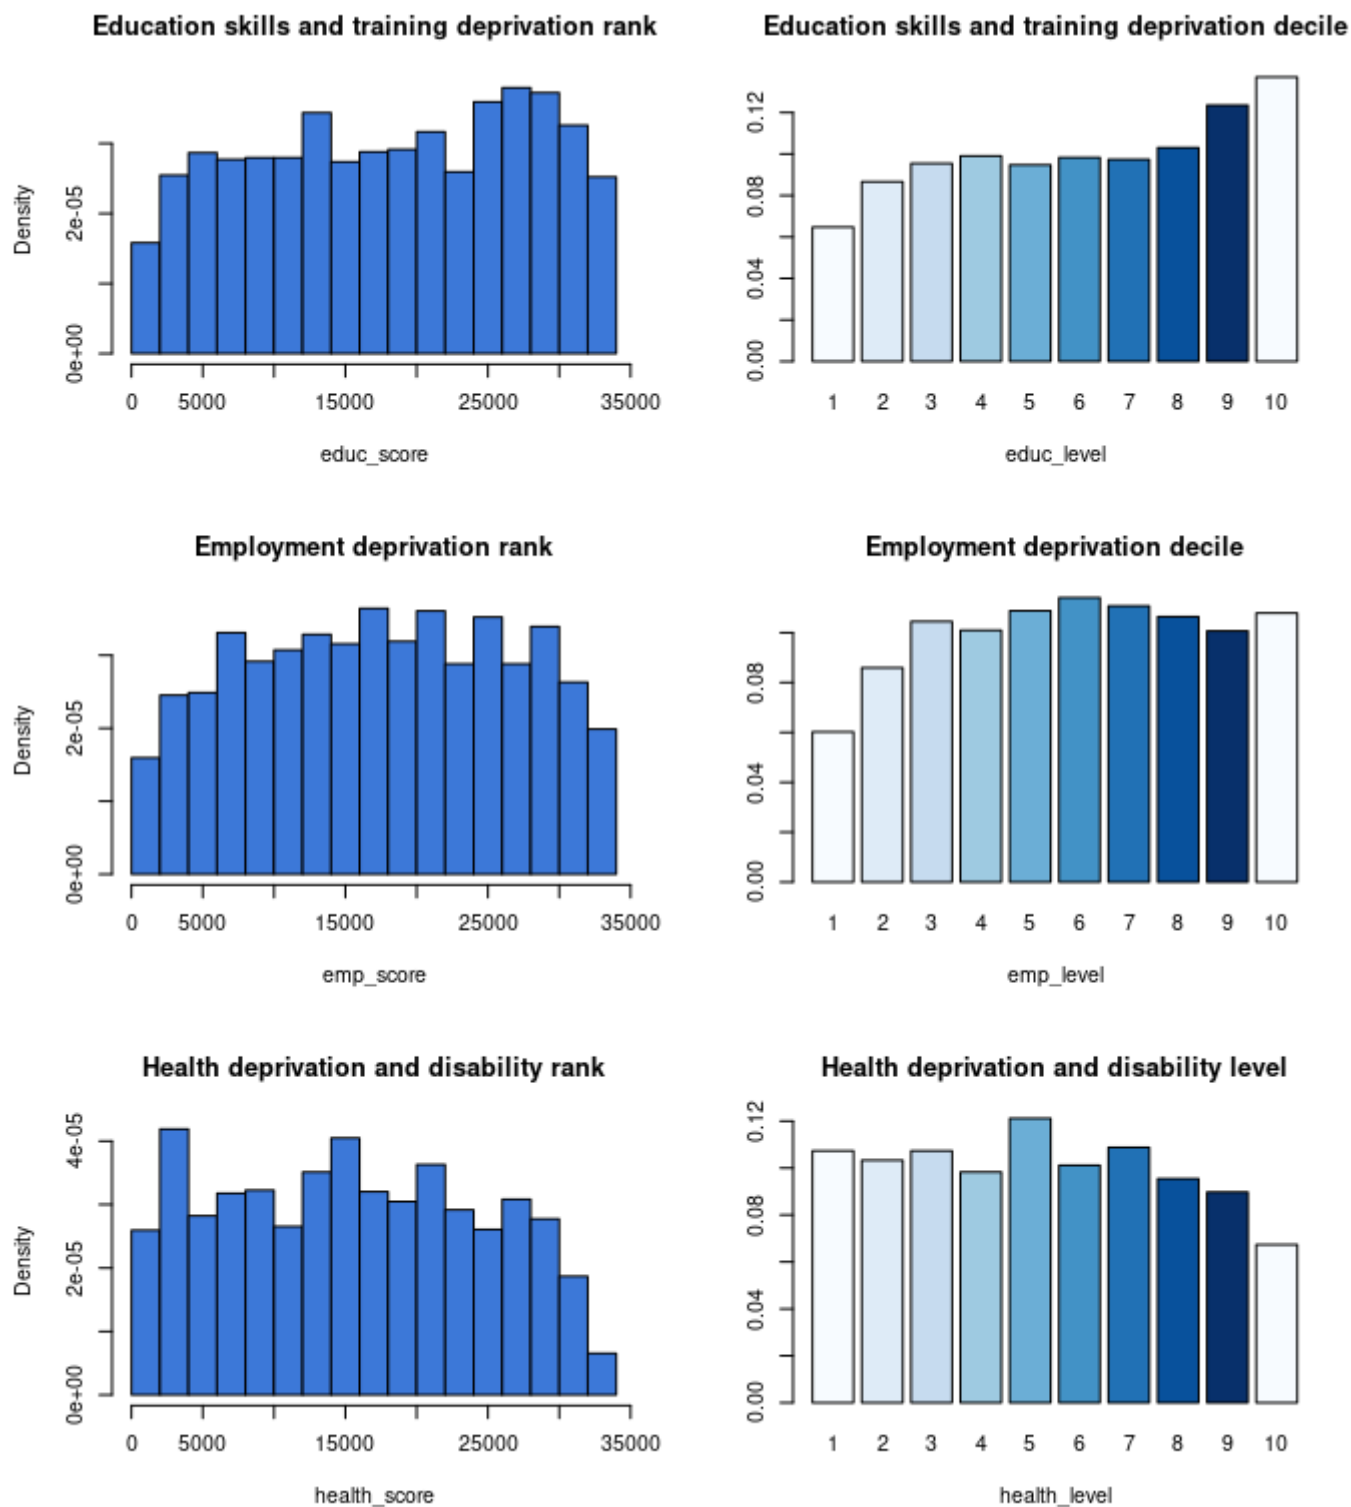 Education skills and training deprivation rank
Density
0e+00 2e-05
0 5000 15000 25000 35000
educ_score
Education skills and training deprivation decile
0.00 0.04 0.08 0.12
1 2 3 4 5 6 7 8 9 10
educ_level
Employment deprivation rank
Density
0e+00 2e-05
0 5000 15000 25000 35000
emp_score
Employment deprivation decile
0.00 0.04 0.08
1 2 3 4 5 6 7 8 9 10
emp_level
Health deprivation and disability rank
Density
0e+00 2e-05 4e-05
0 5000 15000 25000 35000
health_score
Health deprivation and disability level
0.00 0.04 0.08 0.12
1 2 3 4 5 6 7 8 9 10
health_level